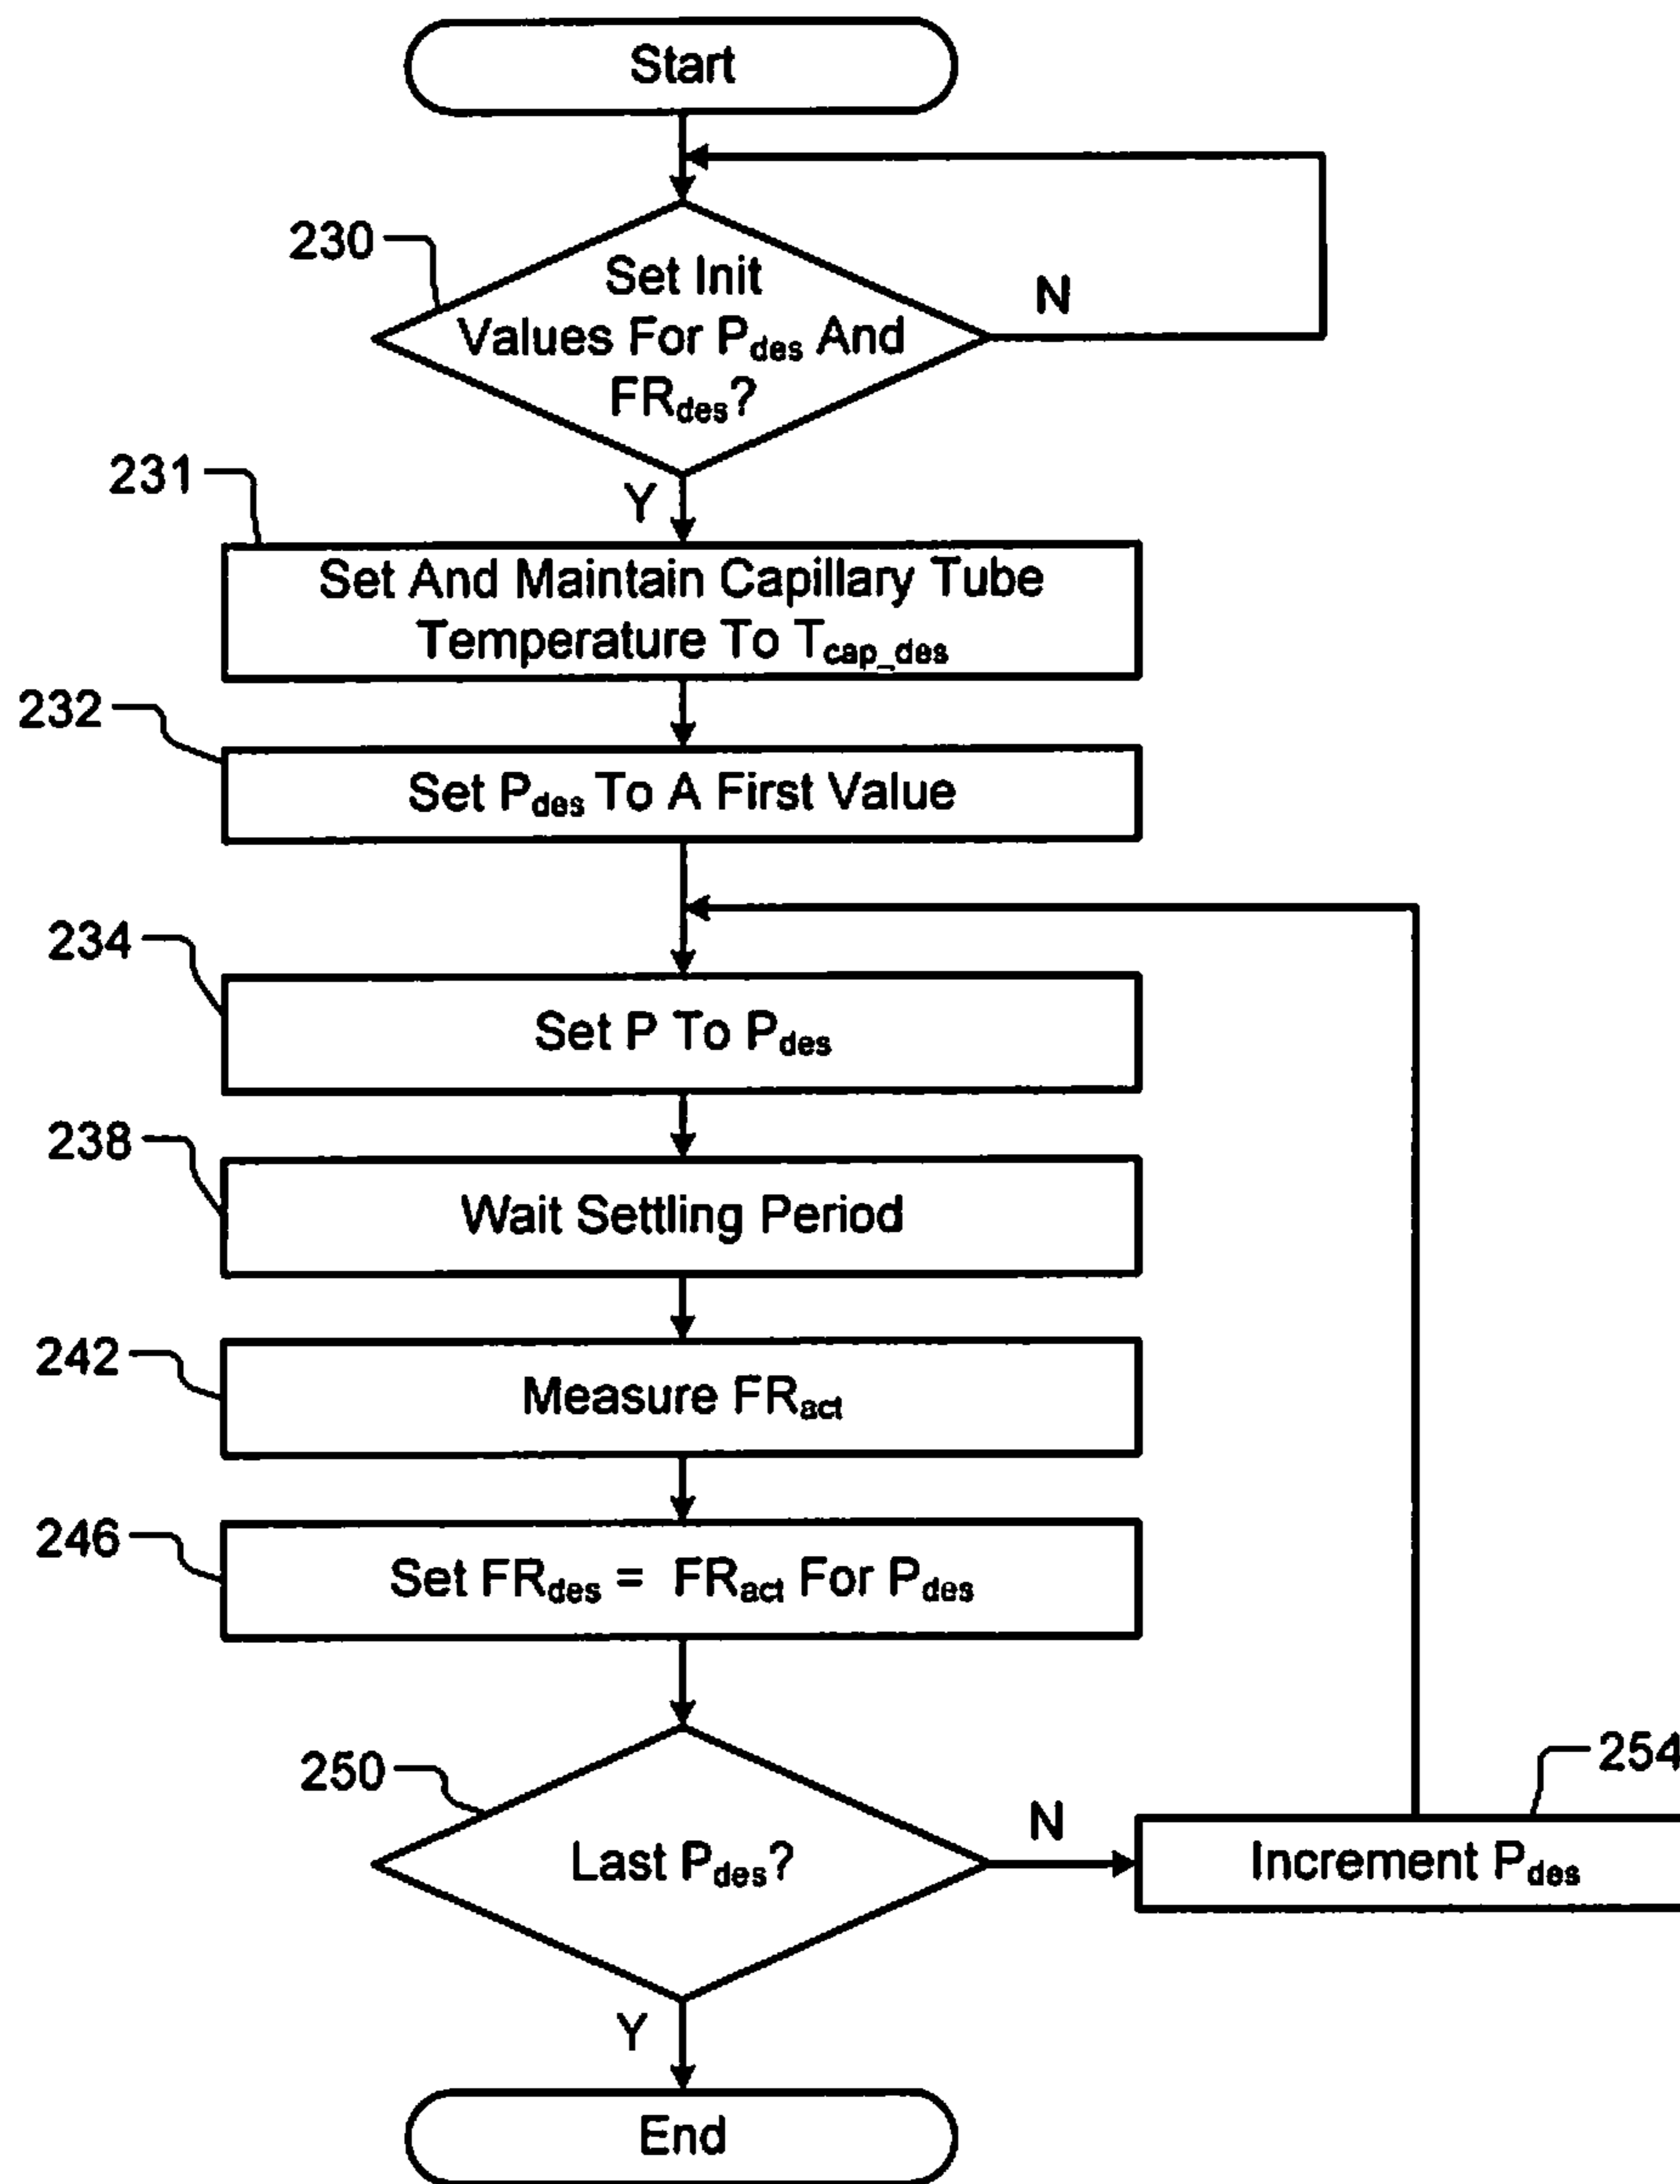 Start
230
Set Init
Values For Pdes And
FRdes?
N
Y
231
Set And Maintain Capillary Tube
Temperature To Tcap_des
232
Set Pdes To A First Value
234
Set P To Pdes
238
Wait Settling Period
242
Measure FRact
246
Set FRdes = FRact For Pdes
250
Last Pdes?
N
254
Increment Pdes
Y
End